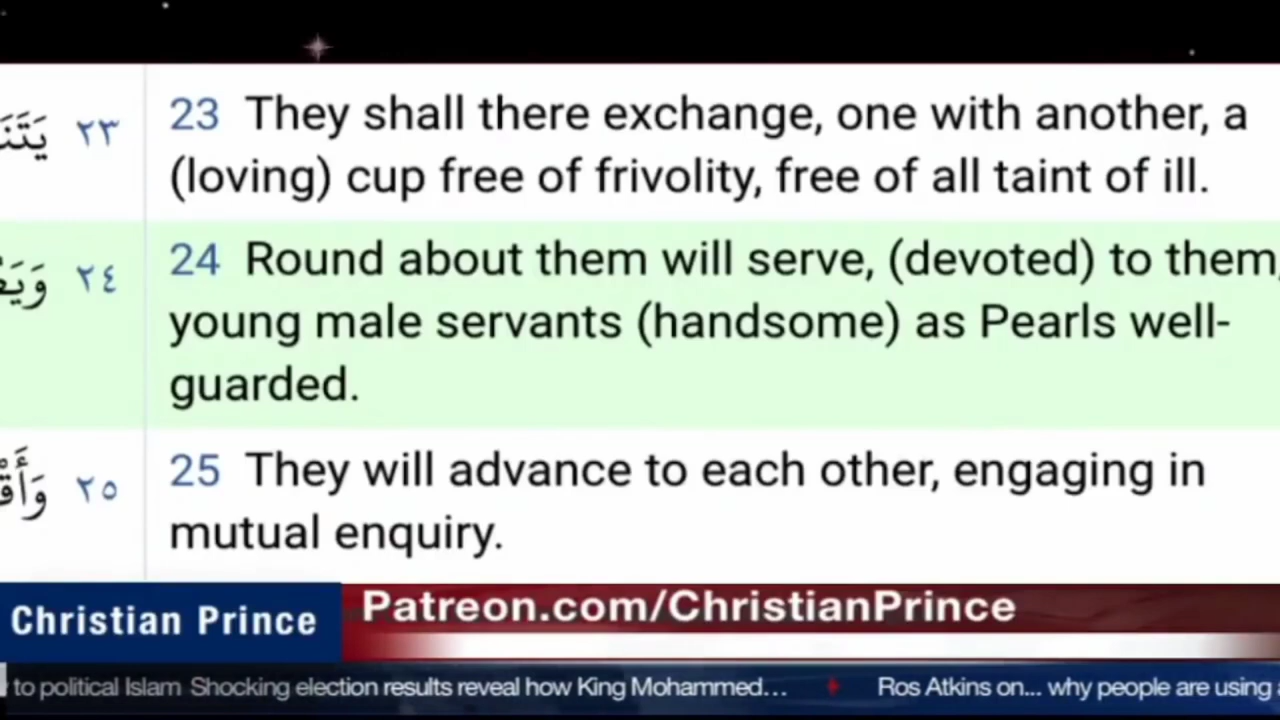 ٢٣ 23 They shall there exchange, one with another, a
(loving) cup free of frivolity, free of all taint of ill.
٢٤ 24 Round about them will serve, (devoted) to them,
young male servants (handsome) as Pearls well-
guarded.
٢٥ 25 They will advance to each other, engaging in
mutual enquiry.
Christian Prince
Patreon.com/ChristianPrince
to political Islam Shocking election results reveal how King Mohammed... Ros Atkins on... why people are using